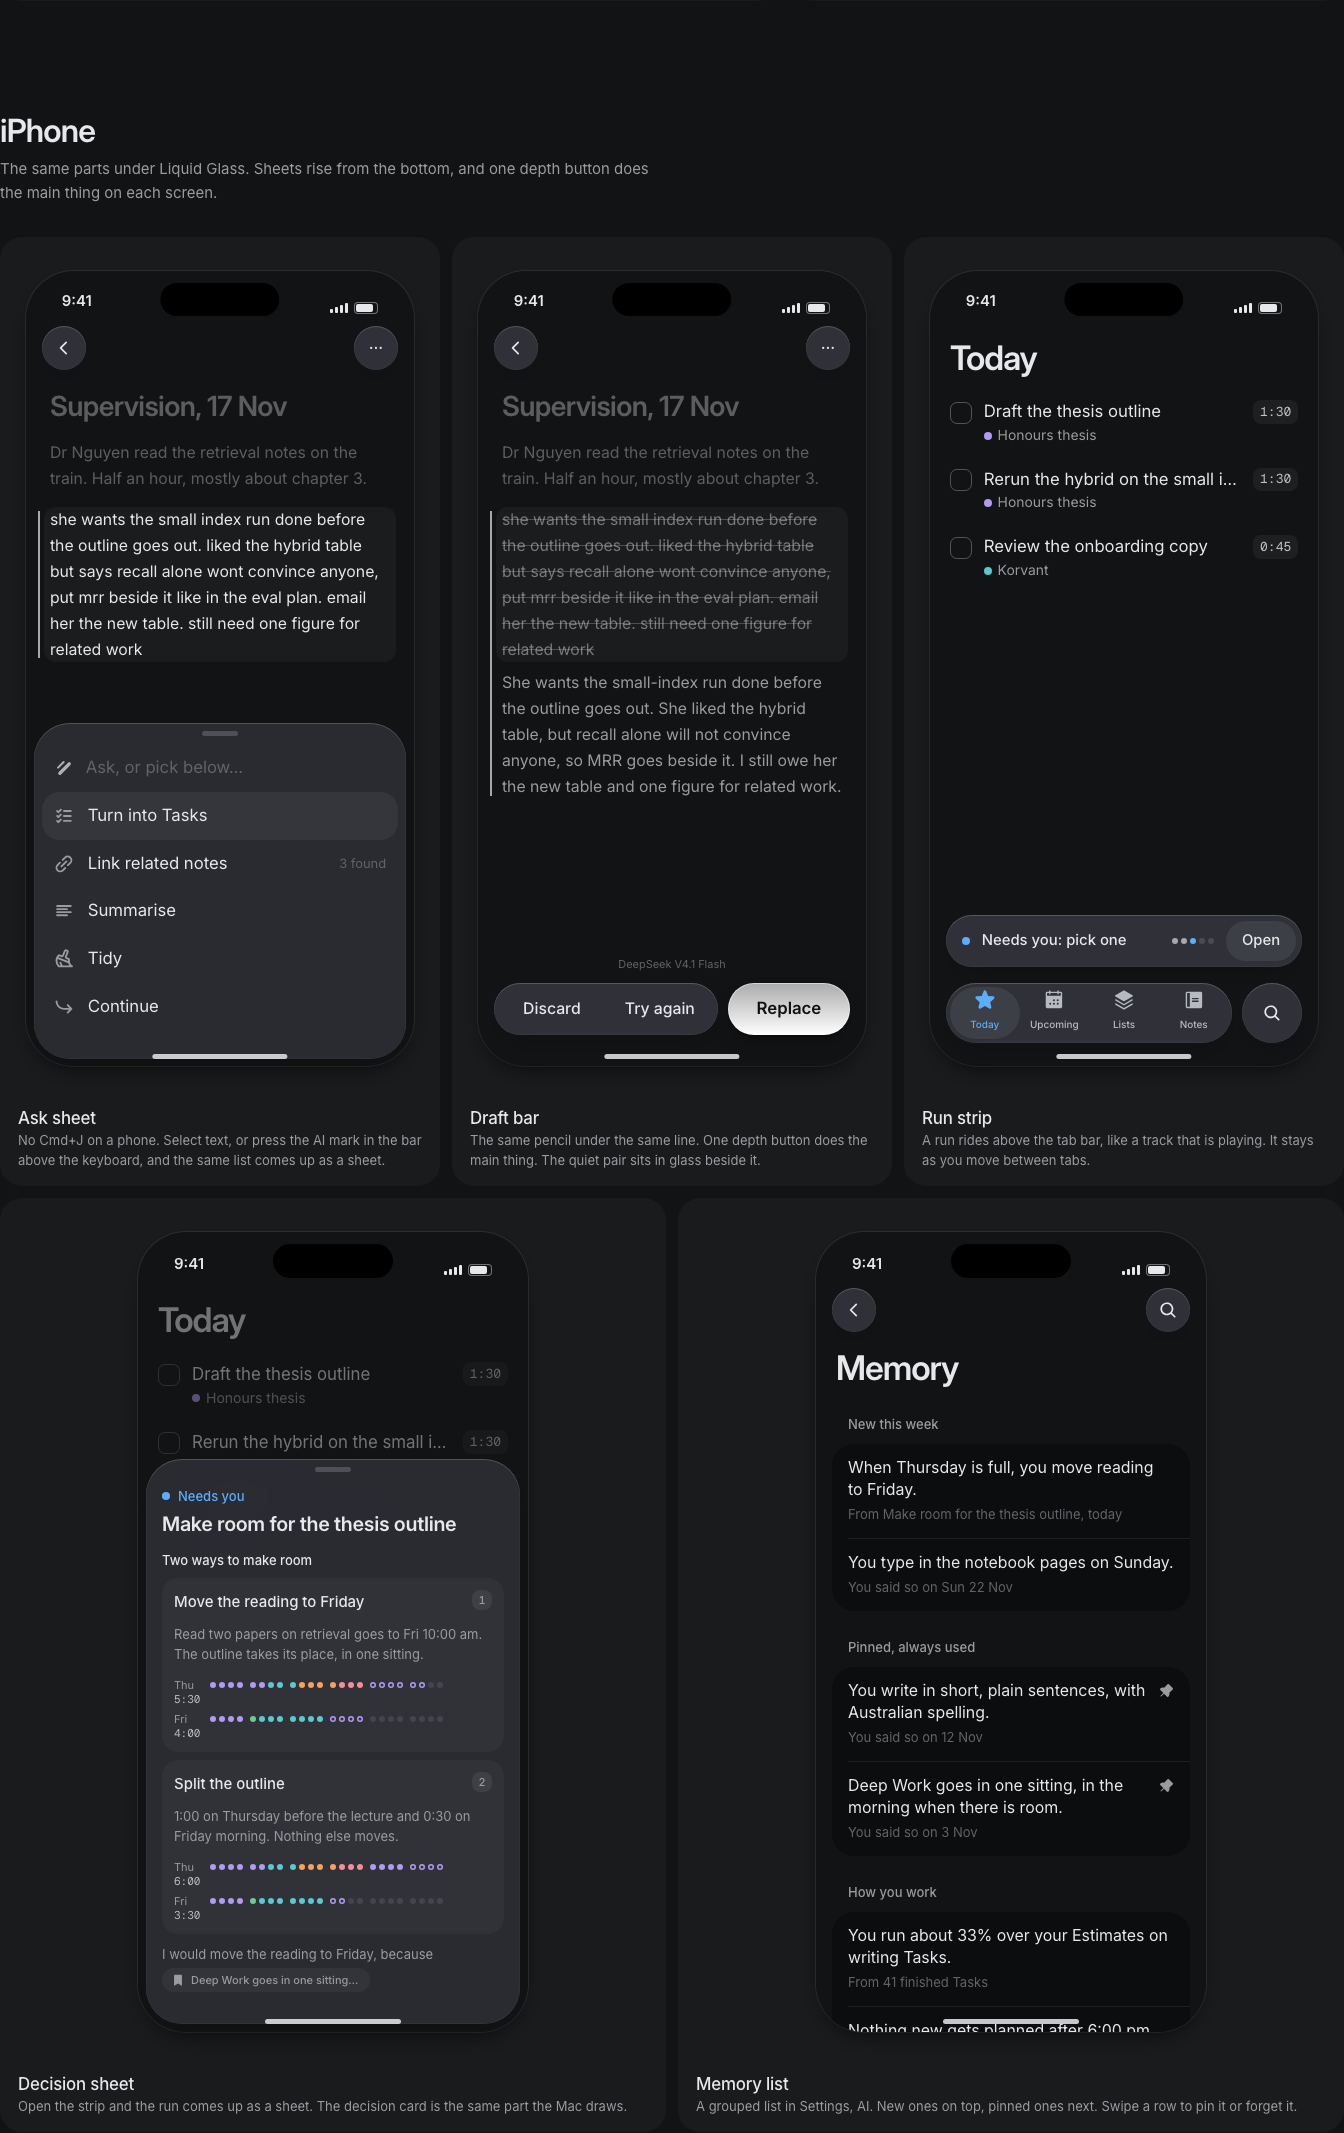 iPhone
The same parts under Liquid Glass. Sheets rise from the bottom, and one depth button does
the main thing on each screen.
9:41
Supervision, 17 Nov
Dr Nguyen read the retrieval notes on the
train. Half an hour, mostly about chapter 3.
she wants the small index run done before
the outline goes out. liked the hybrid table
but says recall alone wont convince anyone,
put mrr beside it like in the eval plan. email
her the new table. still need one figure for
related work
Ask, or pick below...
Turn into Tasks
Link related notes 3 found
Summarise
Tidy
Continue
Ask sheet
No Cmd+J on a phone. Select text, or press the AI mark in the bar
above the keyboard, and the same list comes up as a sheet.
9:41
Supervision, 17 Nov
Dr Nguyen read the retrieval notes on the
train. Half an hour, mostly about chapter 3.
she wants the small index run done before
the outline goes out. liked the hybrid table
but says recall alone wont convince anyone,
put mrr beside it like in the eval plan. email
her the new table. still need one figure for
related work
She wants the small-index run done before
the outline goes out. She liked the hybrid
table, but recall alone will not convince
anyone, so MRR goes beside it. I still owe her
the new table and one figure for related work.
DeepSeek V4.1 Flash
Discard Try again Replace
Draft bar
The same pencil under the same line. One depth button does the
main thing. The quiet pair sits in glass beside it.
9:41
Today
Draft the thesis outline 1:30
Honours thesis
Rerun the hybrid on the small i... 1:30
Honours thesis
Review the onboarding copy 0:45
Korvant
Needs you: pick one Open
Today Upcoming Lists Notes
Run strip
A run rides above the tab bar, like a track that is playing. It stays
as you move between tabs.
9:41
Today
Draft the thesis outline 1:30
Honours thesis
Rerun the hybrid on the small i... 1:30
Needs you
Make room for the thesis outline
Two ways to make room
Move the reading to Friday 1
Read two papers on retrieval goes to Fri 10:00 am.
The outline takes its place, in one sitting.
Thu
5:30
Fri
4:00
Split the outline 2
1:00 on Thursday before the lecture and 0:30 on
Friday morning. Nothing else moves.
Thu
6:00
Fri
3:30
I would move the reading to Friday, because
Deep Work goes in one sitting...
Decision sheet
Open the strip and the run comes up as a sheet. The decision card is the same part the Mac draws.
9:41
Memory
New this week
When Thursday is full, you move reading
to Friday.
From Make room for the thesis outline, today
You type in the notebook pages on Sunday.
You said so on Sun 22 Nov
Pinned, always used
You write in short, plain sentences, with
Australian spelling.
You said so on 12 Nov
Deep Work goes in one sitting, in the
morning when there is room.
You said so on 3 Nov
How you work
You run about 33% over your Estimates on
writing Tasks.
From 41 finished Tasks
Nothing new gets planned after 6:00 pm
Memory list
A grouped list in Settings, AI. New ones on top, pinned ones next. Swipe a row to pin it or forget it.